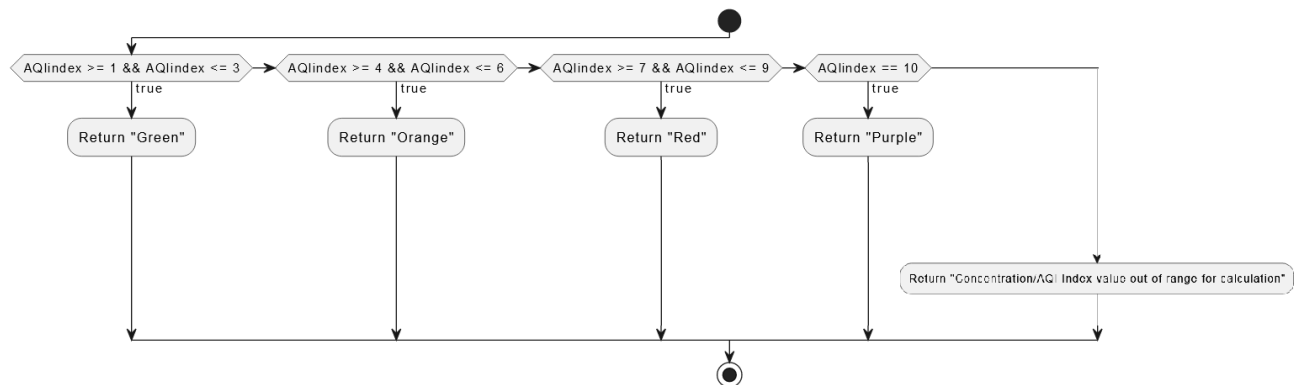 AQIindex >= 1 && AQIindex <= 3
AQIindex >= 4 && AQIindex <= 6
AQIindex >= 7 && AQIindex <= 9
AQIindex == 10
true
true
true
true
Return "Green"
Return "Orange"
Return "Red"
Return "Purple"
Return "Concentration/AQI Index value out of range for calculation"